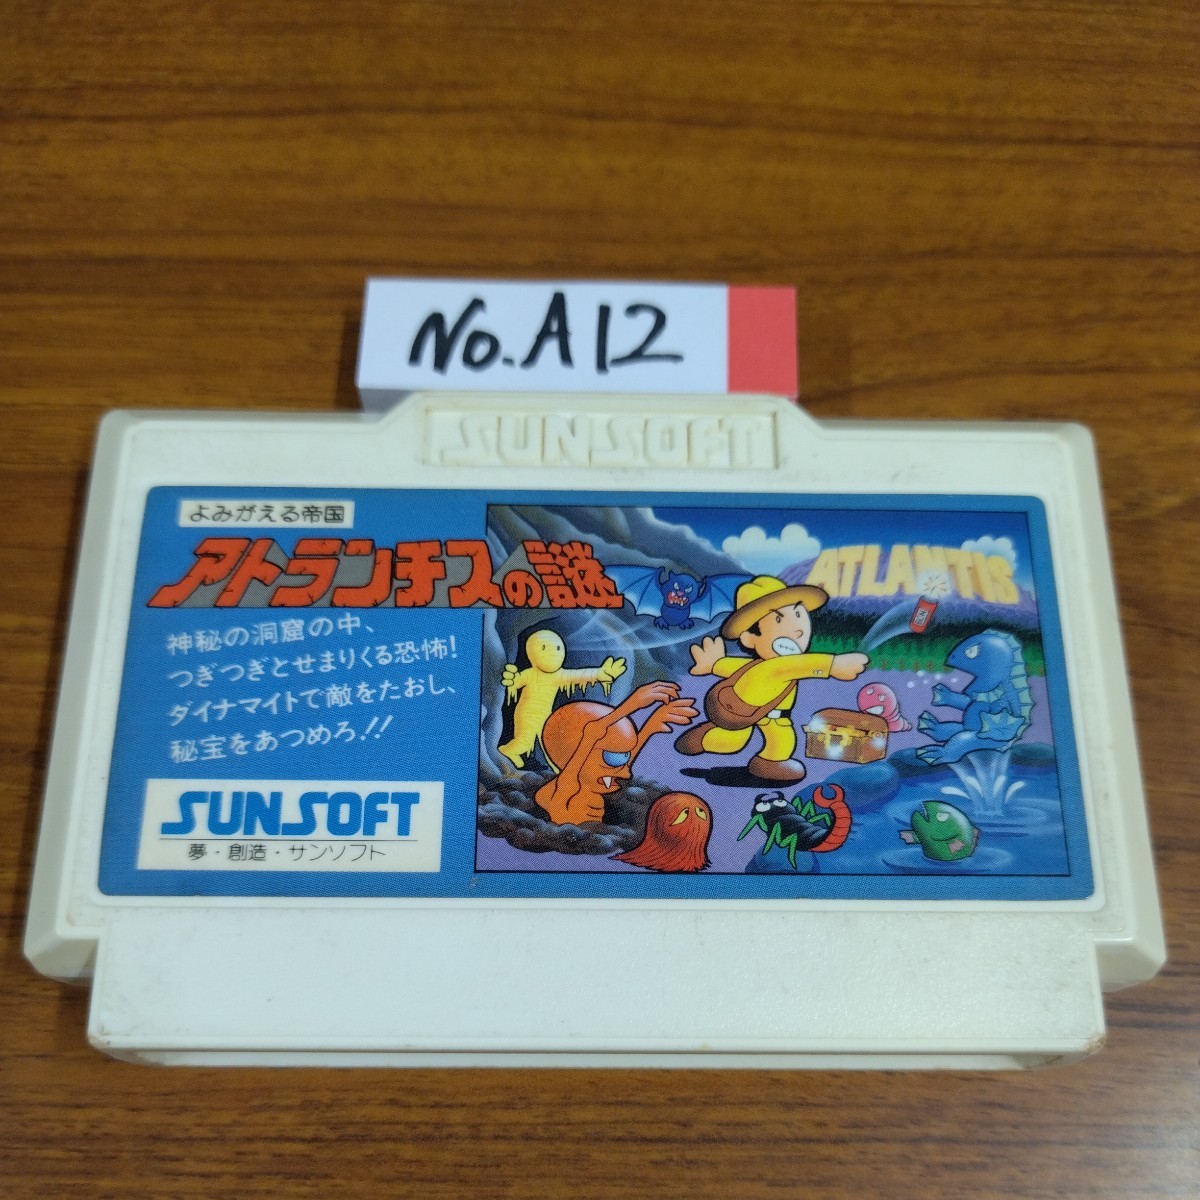 No. A12
SUNSOFT
よみがえる帝国
アトランチスの謎
ATLANTIS
神秘の洞窟の中、
つぎつぎとせまりくる恐怖!
ダイナマイトで敵をたおし、
秘宝をあつめろ.!!
SUNSOFT
夢・創造・サンソフト